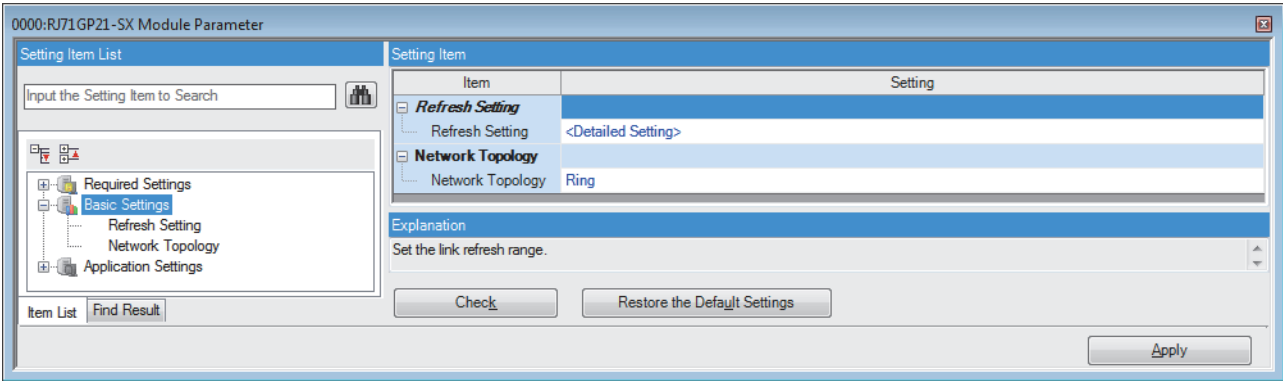 0000:RJ71GP21-SX Module Parameter
Setting Item List
Input the Setting Item to Search
Required Settings
Basic Settings
Refresh Setting
Network Topology
Application Settings
Item List Find Result
Setting Item
Item Setting
Refresh Setting
Refresh Setting <Detailed Setting>
Network Topology
Network Topology Ring
Explanation
Set the link refresh range.
Check Restore the Default Settings
Apply